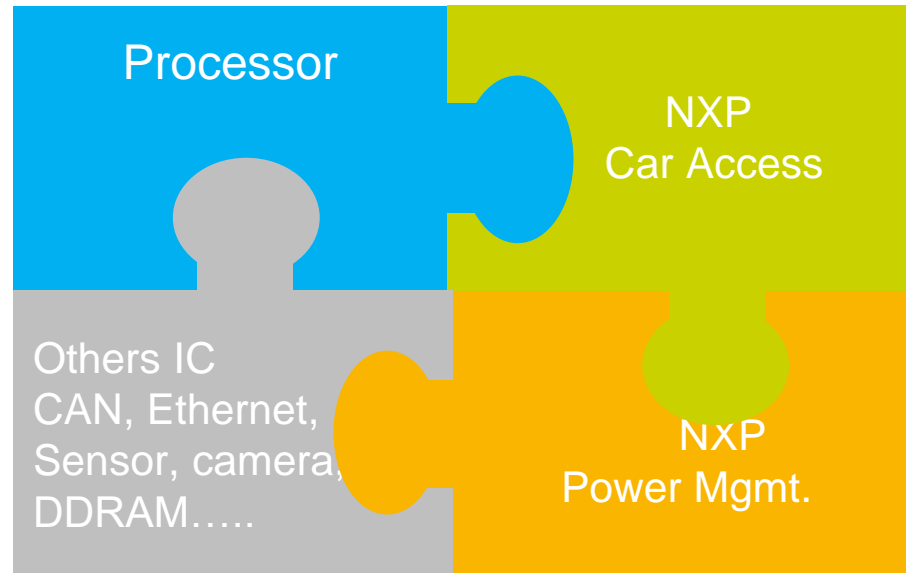 Processor
NXP
Car Access
Others IC
CAN, Ethernet,
Sensor, camera,
DDRAM…..
NXP
Power Mgmt.